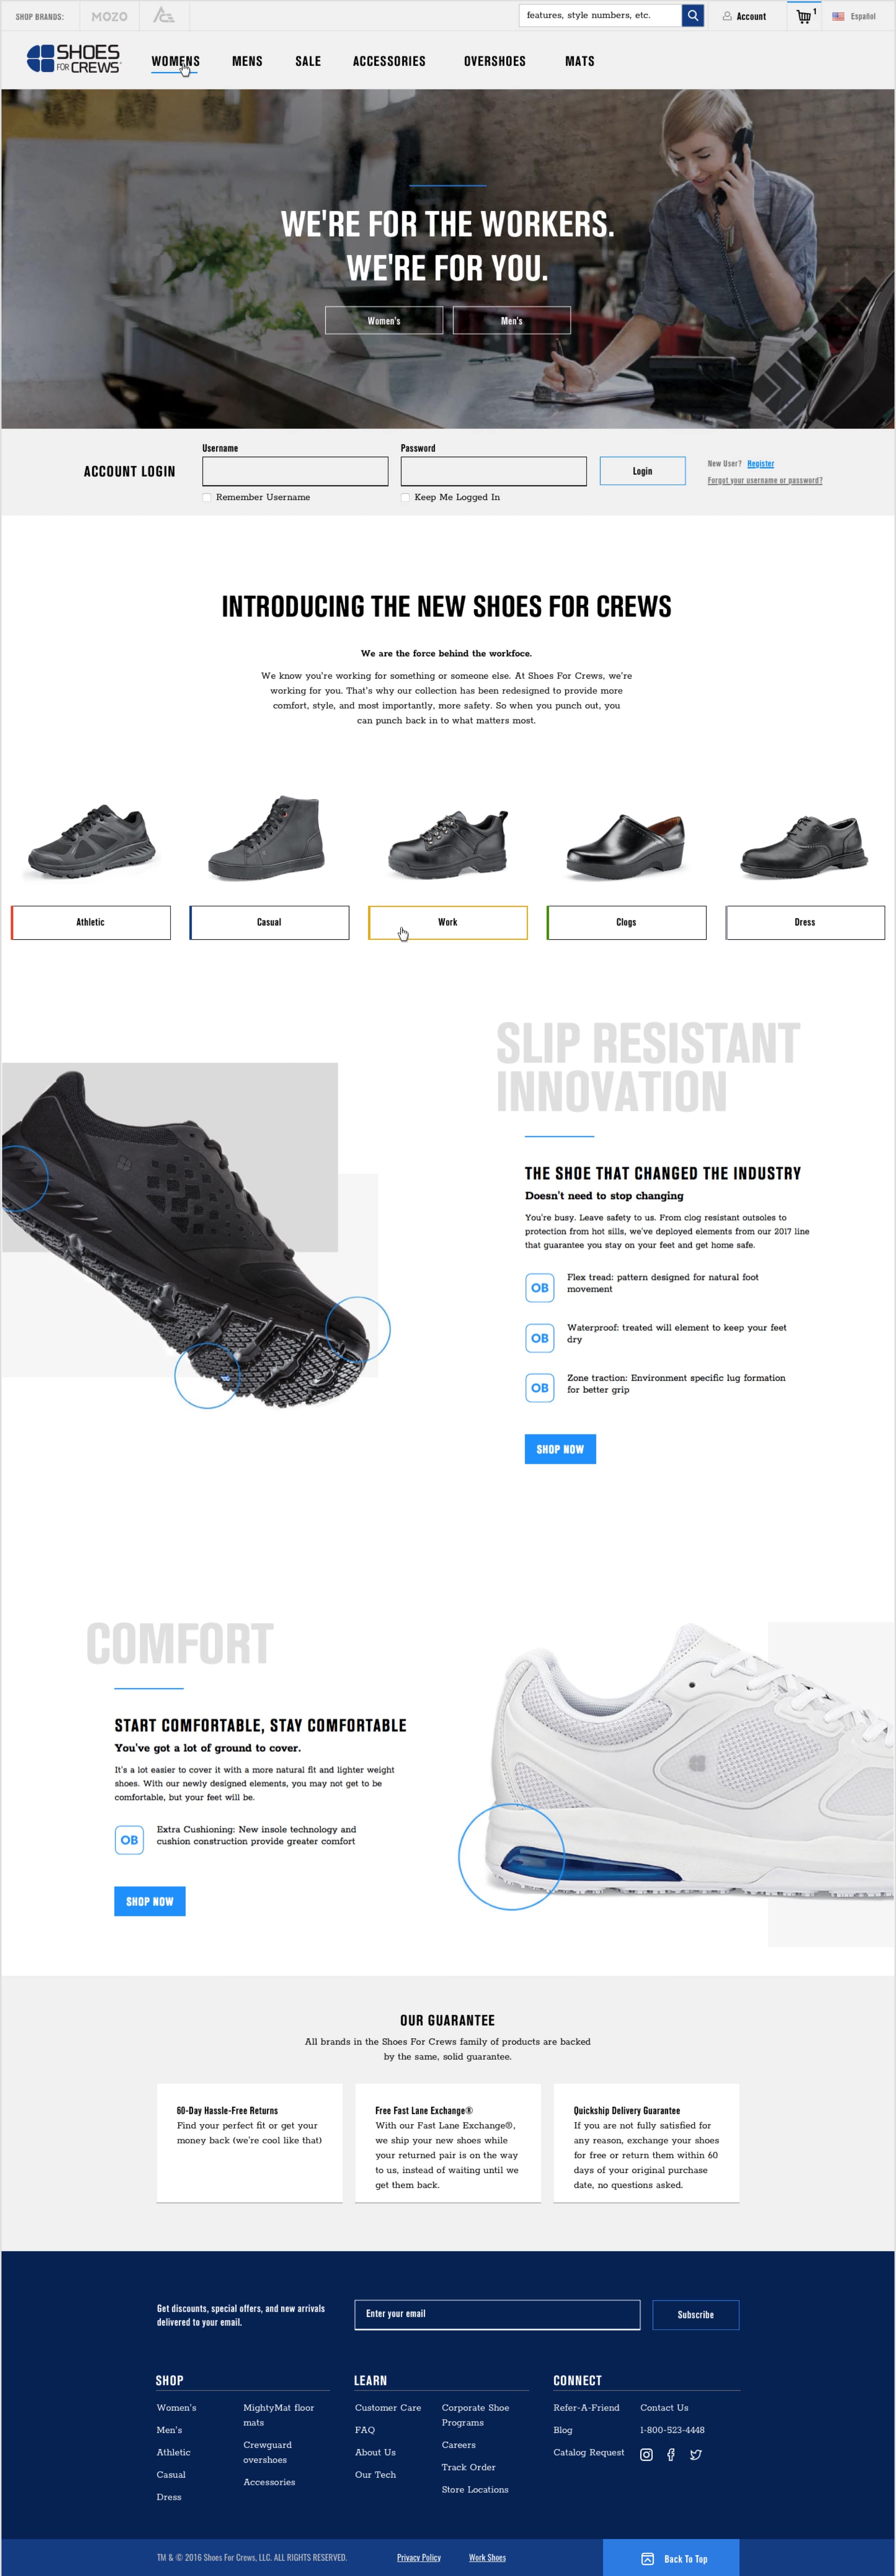 SHOP BRANDS:
MOZO
ACE
features, style numbers, etc.
Account
1
Español
SHOES
FOR CREWS
WOMENS
MENS
SALE
ACCESSORIES
OVERSHOES
MATS
WE'RE FOR THE WORKERS.
WE'RE FOR YOU.
Women's
Men's
ACCOUNT LOGIN
Username
Remember Username
Password
Keep Me Logged In
Login
New User? Register
Forgot your username or password?
INTRODUCING THE NEW SHOES FOR CREWS
We are the force behind the workfoce.
We know you're working for something or someone else. At Shoes For Crews, we're
working for you. That's why our collection has been redesigned to provide more
comfort, style, and most importantly, more safety. So when you punch out, you
can punch back in to what matters most.
Athletic
Casual
Work
Clogs
Dress
SLIP RESISTANT
INNOVATION
THE SHOE THAT CHANGED THE INDUSTRY
Doesn't need to stop changing
You're busy. Leave safety to us. From clog resistant outsoles to
protection from hot sills, we've deployed elements from our 2017 line
that guarantee you stay on your feet and get home safe.
OB
Flex tread: pattern designed for natural foot
movement
OB
Waterproof: treated will element to keep your feet
dry
OB
Zone traction: Environment specific lug formation
for better grip
SHOP NOW
COMFORT
START COMFORTABLE, STAY COMFORTABLE
You've got a lot of ground to cover.
It's a lot easier to cover it with a more natural fit and lighter weight
shoes. With our newly designed elements, you may not get to be
comfortable, but your feet will be.
OB
Extra Cushioning: New insole technology and
cushion construction provide greater comfort
SHOP NOW
OUR GUARANTEE
All brands in the Shoes For Crews family of products are backed
by the same, solid guarantee.
60-Day Hassle-Free Returns
Find your perfect fit or get your
money back (we're cool like that)
Free Fast Lane Exchange®
With our Fast Lane Exchange®,
we ship your new shoes while
your returned pair is on the way
to us, instead of waiting until we
get them back.
Quickship Delivery Guarantee
If you are not fully satisfied for
any reason, exchange your shoes
for free or return them within 60
days of your original purchase
date, no questions asked.
Get discounts, special offers, and new arrivals
delivered to your email.
Enter your email
Subscribe
SHOP
Women's
Men's
Athletic
Casual
Dress
MightyMat floor
mats
Crewguard
overshoes
Accessories
LEARN
Customer Care
FAQ
About Us
Our Tech
Corporate Shoe
Programs
Careers
Track Order
Store Locations
CONNECT
Refer-A-Friend
Blog
Catalog Request
Contact Us
1-800-523-4448
TM & © 2016 Shoes For Crews, LLC. ALL RIGHTS RESERVED.
Privacy Policy
Work Shoes
Back To Top